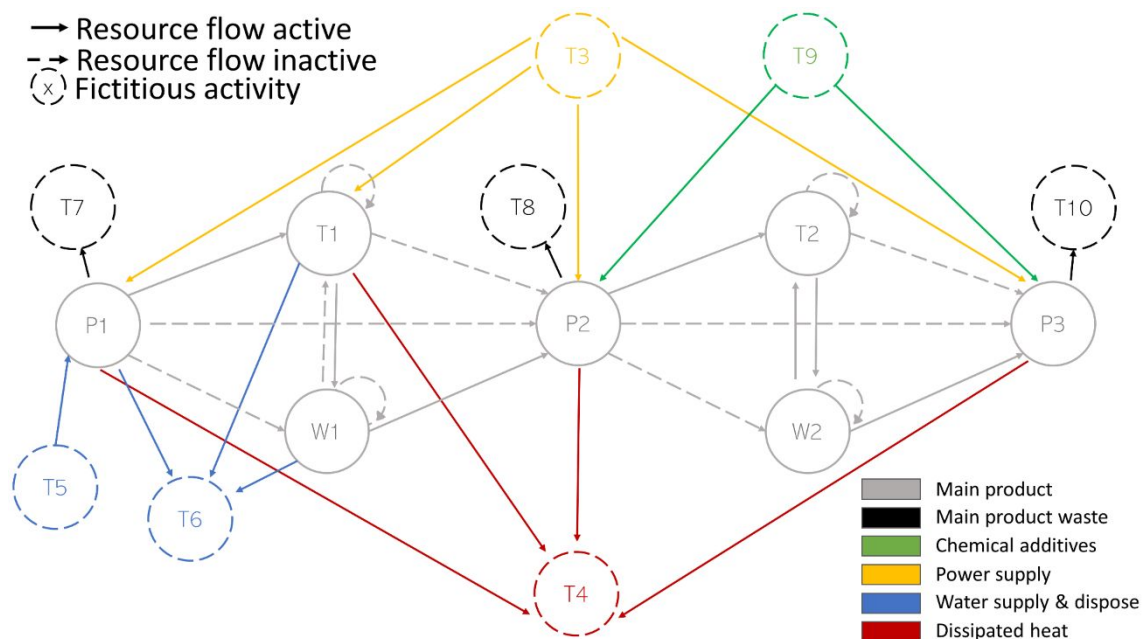 Resource flow active
Resource flow inactive
x Fictitious activity
T3
T9
T7
T1
T8
T2
T10
P1
P2
P3
W1
W2
T5
T6
T4
Main product
Main product waste
Chemical additives
Power supply
Water supply & dispose
Dissipated heat